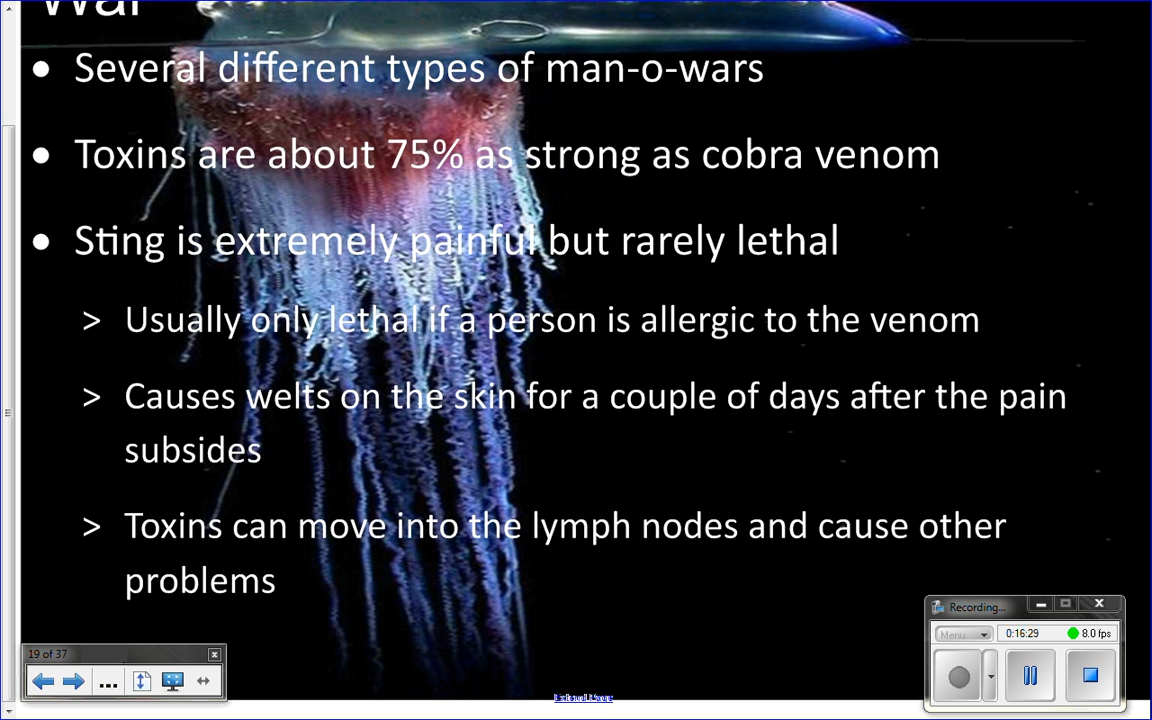 War
• Several different types of man-o-wars
• Toxins are about 75% as strong as cobra venom
• Sting is extremely painful but rarely lethal
> Usually only lethal if a person is allergic to the venom
> Causes welts on the skin for a couple of days after the pain
subsides
> Toxins can move into the lymph nodes and cause other
problems
Recording...
Menu
0:16:29
8.0 fps
19 of 37